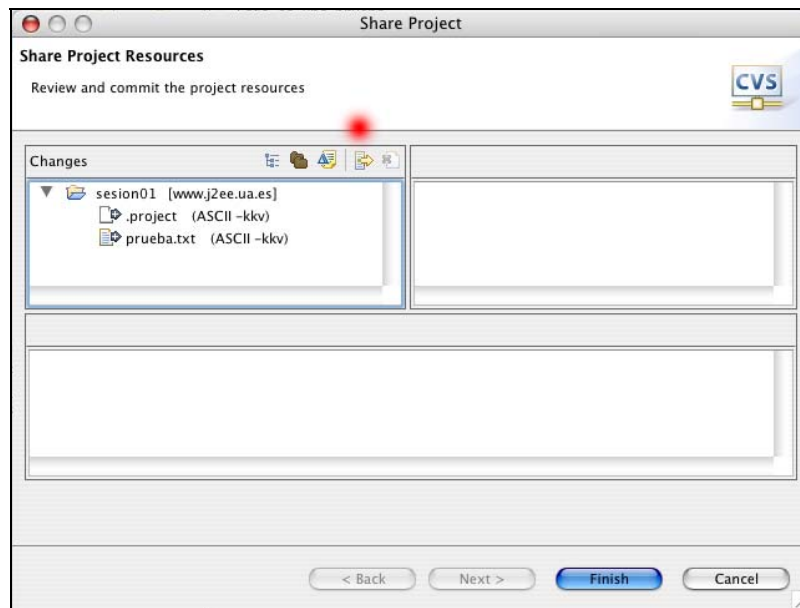 Share Project
Share Project Resources
Review and commit the project resources
CVS
Changes
sesion01 [www.j2ee.ua.es]
.project (ASCII -kkv)
prueba.txt (ASCII -kkv)
< Back
Next >
Finish
Cancel